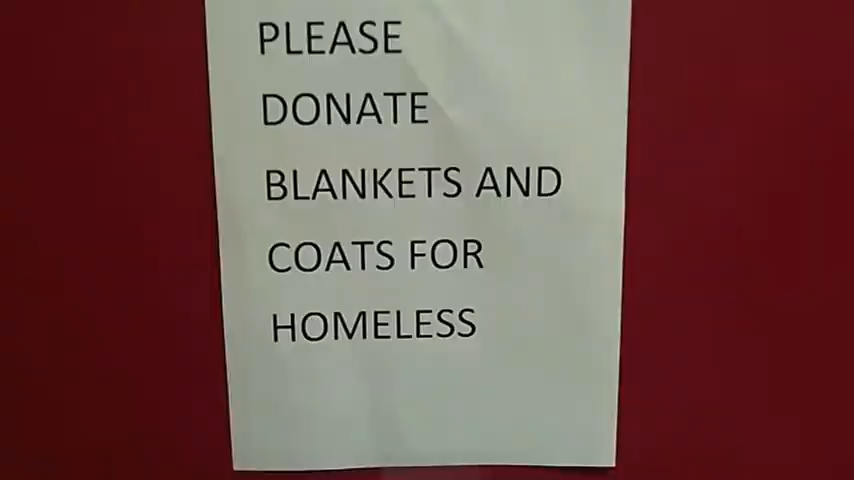 PLEASE
DONATE
BLANKETS AND
COATS FOR
HOMELESS